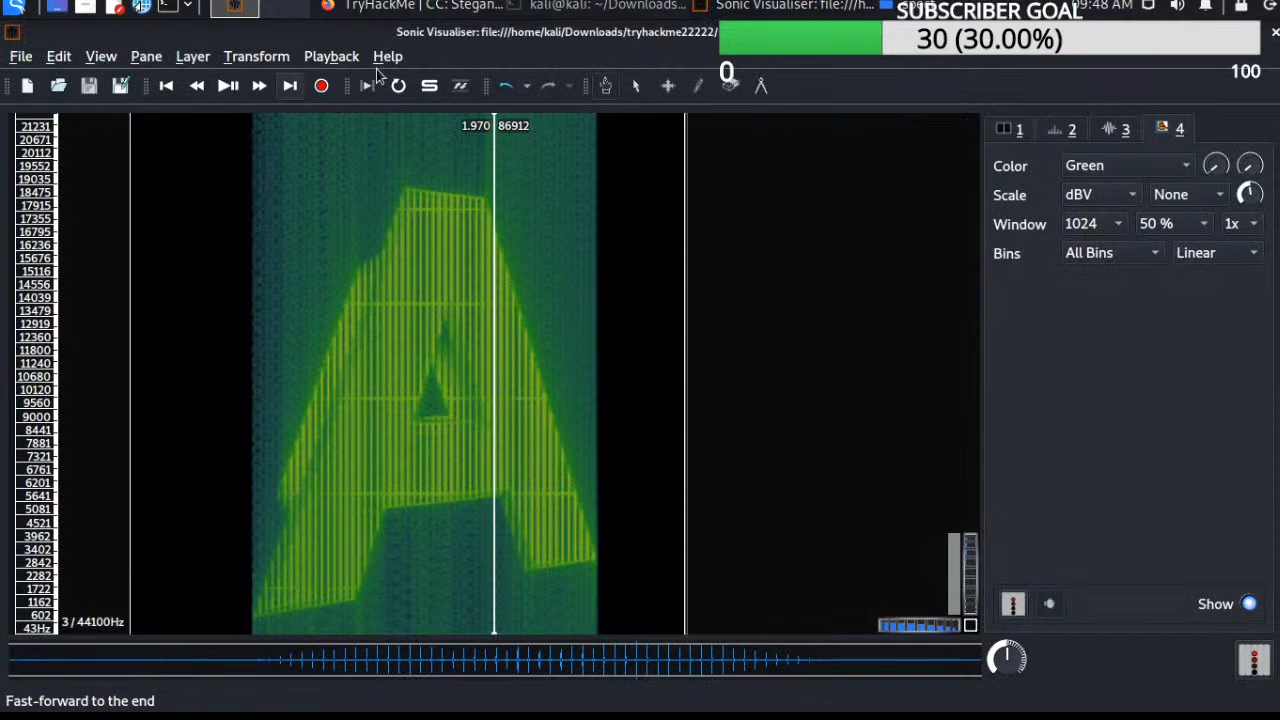 TryHackMe | CC: Stegan...
kali@kali: ~/Downloads...
Sonic Visualiser: file:///h...
09:48 AM
SUBSCRIBER GOAL
Sonic Visualiser: file:///home/kali/Downloads/tryhackme22222/
30 (30.00%)
0
100
File Edit View Pane Layer Transform Playback Help
1.970 86912
1 2 3 4
Color Green
Scale dBV None
Window 1024 50 % 1x
Bins All Bins Linear
21231
20671
20112
19552
19035
18475
17915
17355
16795
16236
15676
15116
14556
14039
13479
12919
12360
11800
11240
10680
10120
9560
9000
8441
7881
7321
6761
6201
5641
5081
4521
3962
3402
2842
2282
1722
1162
602
43Hz
A
3 / 44100Hz
Show
Fast-forward to the end